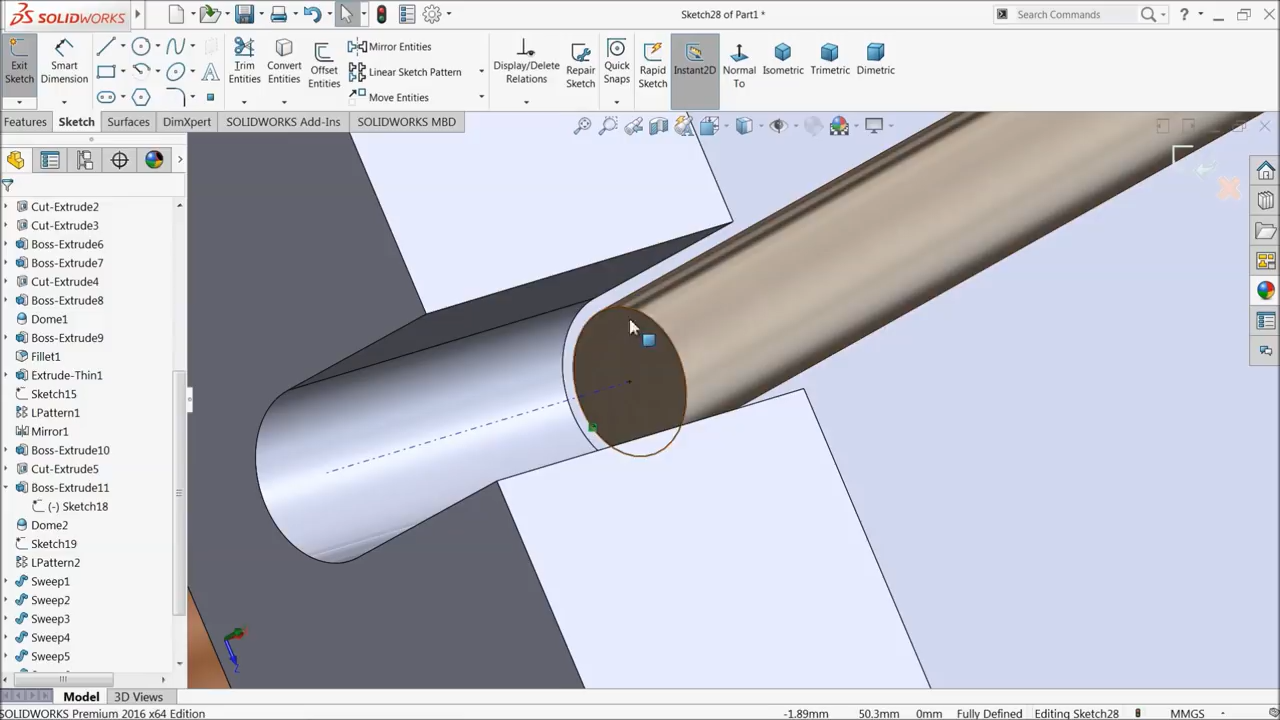 SOLIDWORKS
Sketch28 of Part1 *
Search Commands
?
Exit Sketch
Smart Dimension
Trim Entities
Convert Entities
Offset Entities
Mirror Entities
Linear Sketch Pattern
Move Entities
Display/Delete Relations
Repair Sketch
Quick Snaps
Rapid Sketch
Instant2D
Normal To
Isometric
Trimetric
Dimetric
Features
Sketch
Surfaces
DimXpert
SOLIDWORKS Add-Ins
SOLIDWORKS MBD
Cut-Extrude2
Cut-Extrude3
Boss-Extrude6
Boss-Extrude7
Cut-Extrude4
Boss-Extrude8
Dome1
Boss-Extrude9
Fillet1
Extrude-Thin1
Sketch15
LPattern1
Mirror1
Boss-Extrude10
Cut-Extrude5
Boss-Extrude11
(-) Sketch18
Dome2
Sketch19
LPattern2
Sweep1
Sweep2
Sweep3
Sweep4
Sweep5
Model
3D Views
SOLIDWORKS Premium 2016 x64 Edition
-1.89mm
50.3mm
0mm
Fully Defined
Editing Sketch28
MMGS